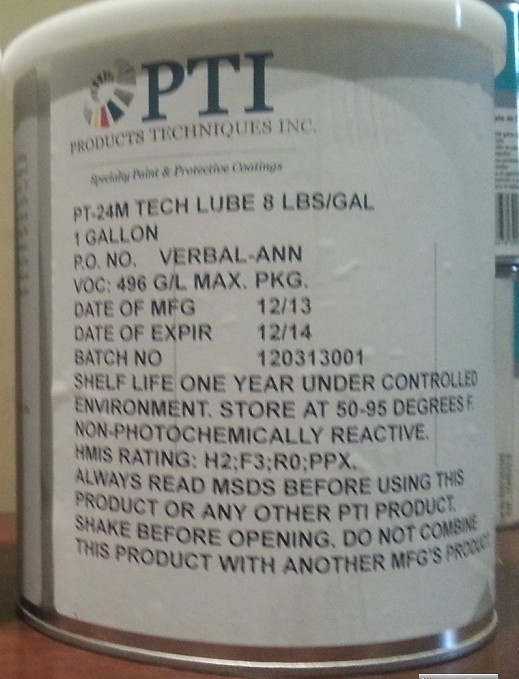 PTI
PRODUCTS TECHNIQUES INC.
Specialty Paint & Protective Coatings
PT-24M TECH LUBE 8 LBS/GAL
1 GALLON
P.O. NO. VERBAL-ANN
VOC: 496 G/L MAX. PKG.
DATE OF MFG 12/13
DATE OF EXPIR 12/14
BATCH NO 120313001
SHELF LIFE ONE YEAR UNDER CONTROLLED
ENVIRONMENT. STORE AT 50-95 DEGREES F.
NON-PHOTOCHEMICALLY REACTIVE.
HMIS RATING: H2;F3;R0;PPX.
ALWAYS READ MSDS BEFORE USING THIS
PRODUCT OR ANY OTHER PTI PRODUCT.
SHAKE BEFORE OPENING. DO NOT COMBINE
THIS PRODUCT WITH ANOTHER MFG'S PRODUCT